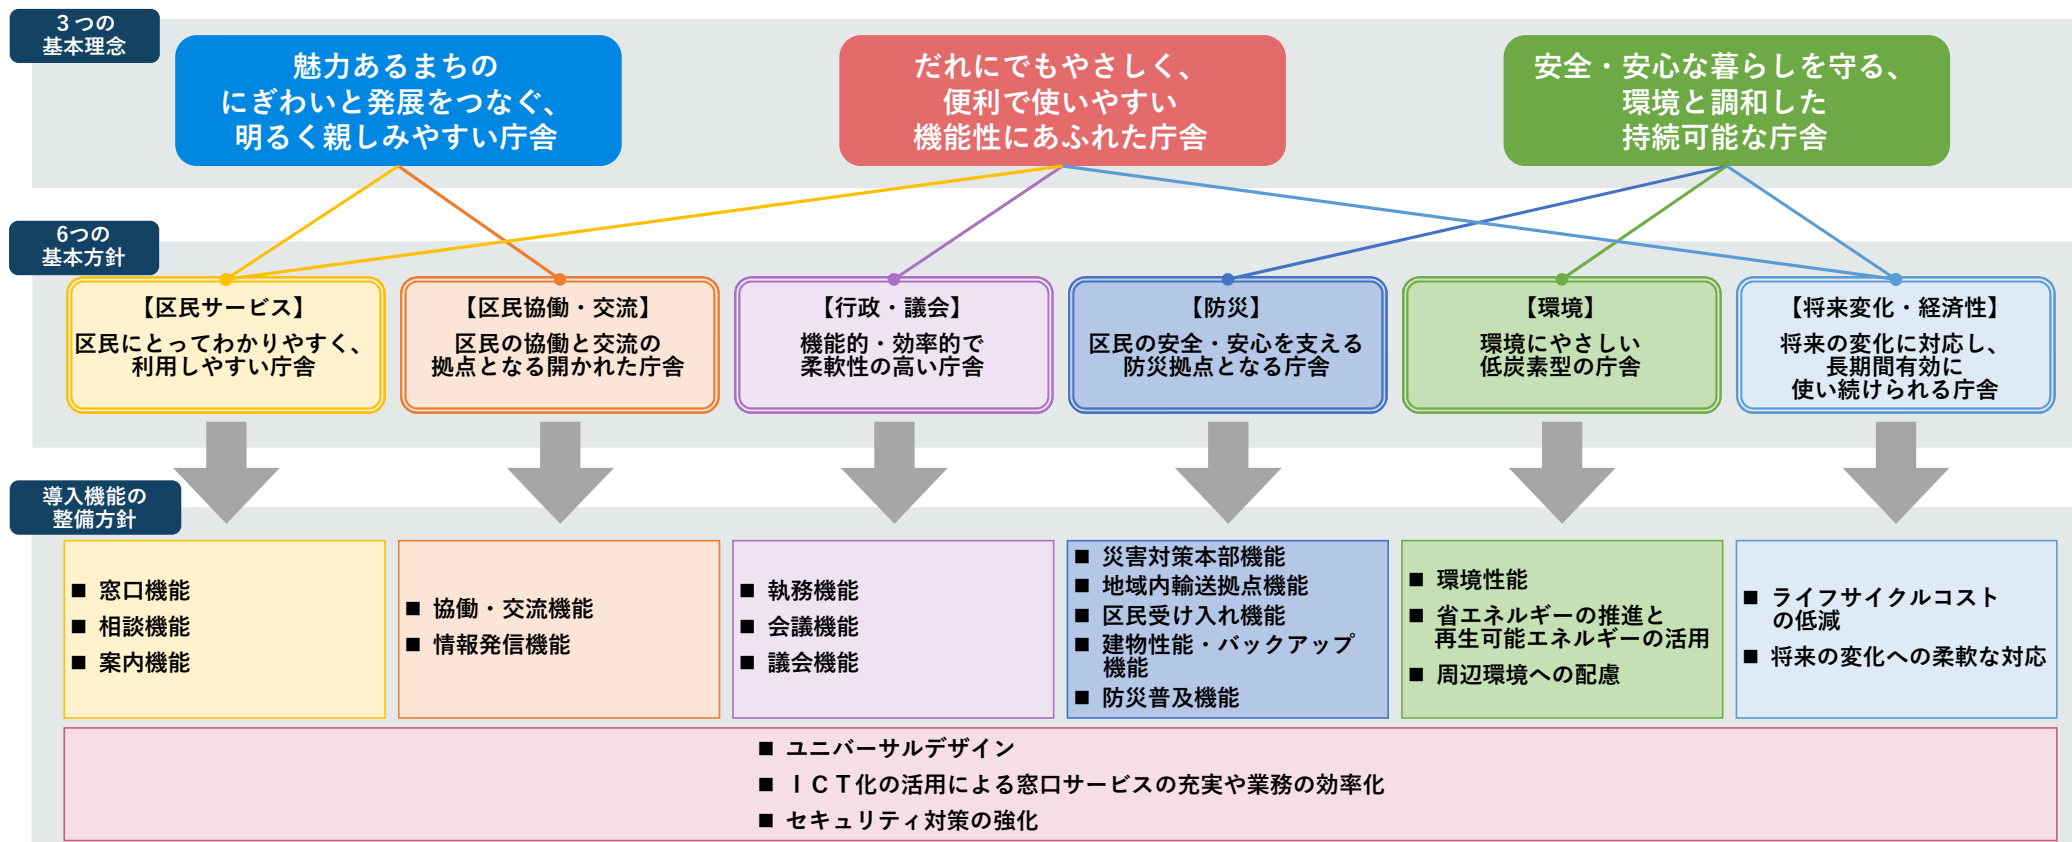 3つの
基本理念
魅力あるまちの
にぎわいと発展をつなぐ、
明るく親しみやすい庁舎
だれにでもやさしく、
便利で使いやすい
機能性にあふれた庁舎
安全・安心な暮らしを守る、
環境と調和した
持続可能な庁舎
6つの
基本方針
【区民サービス】
区民にとってわかりやすく、
利用しやすい庁舎
【区民協働・交流】
区民の協働と交流の
拠点となる開かれた庁舎
【行政・議会】
機能的・効率的で
柔軟性の高い庁舎
【防災】
区民の安全・安心を支える
防災拠点となる庁舎
【環境】
環境にやさしい
低炭素型の庁舎
【将来変化・経済性】
将来の変化に対応し、
長期間有効に
使い続けられる庁舎
導入機能の
整備方針
■ 窓口機能
■ 相談機能
■ 案内機能
■ 協働・交流機能
■ 情報発信機能
■ 執務機能
■ 会議機能
■ 議会機能
■ 災害対策本部機能
■ 地域内輸送拠点機能
■ 区民受け入れ機能
■ 建物性能・バックアップ
機能
■ 防災普及機能
■ 環境性能
■ 省エネルギーの推進と
再生可能エネルギーの活用
■ 周辺環境への配慮
■ ライフサイクルコスト
の低減
■ 将来の変化への柔軟な対応
■ ユニバーサルデザイン
■ ICT化の活用による窓口サービスの充実や業務の効率化
■ セキュリティ対策の強化